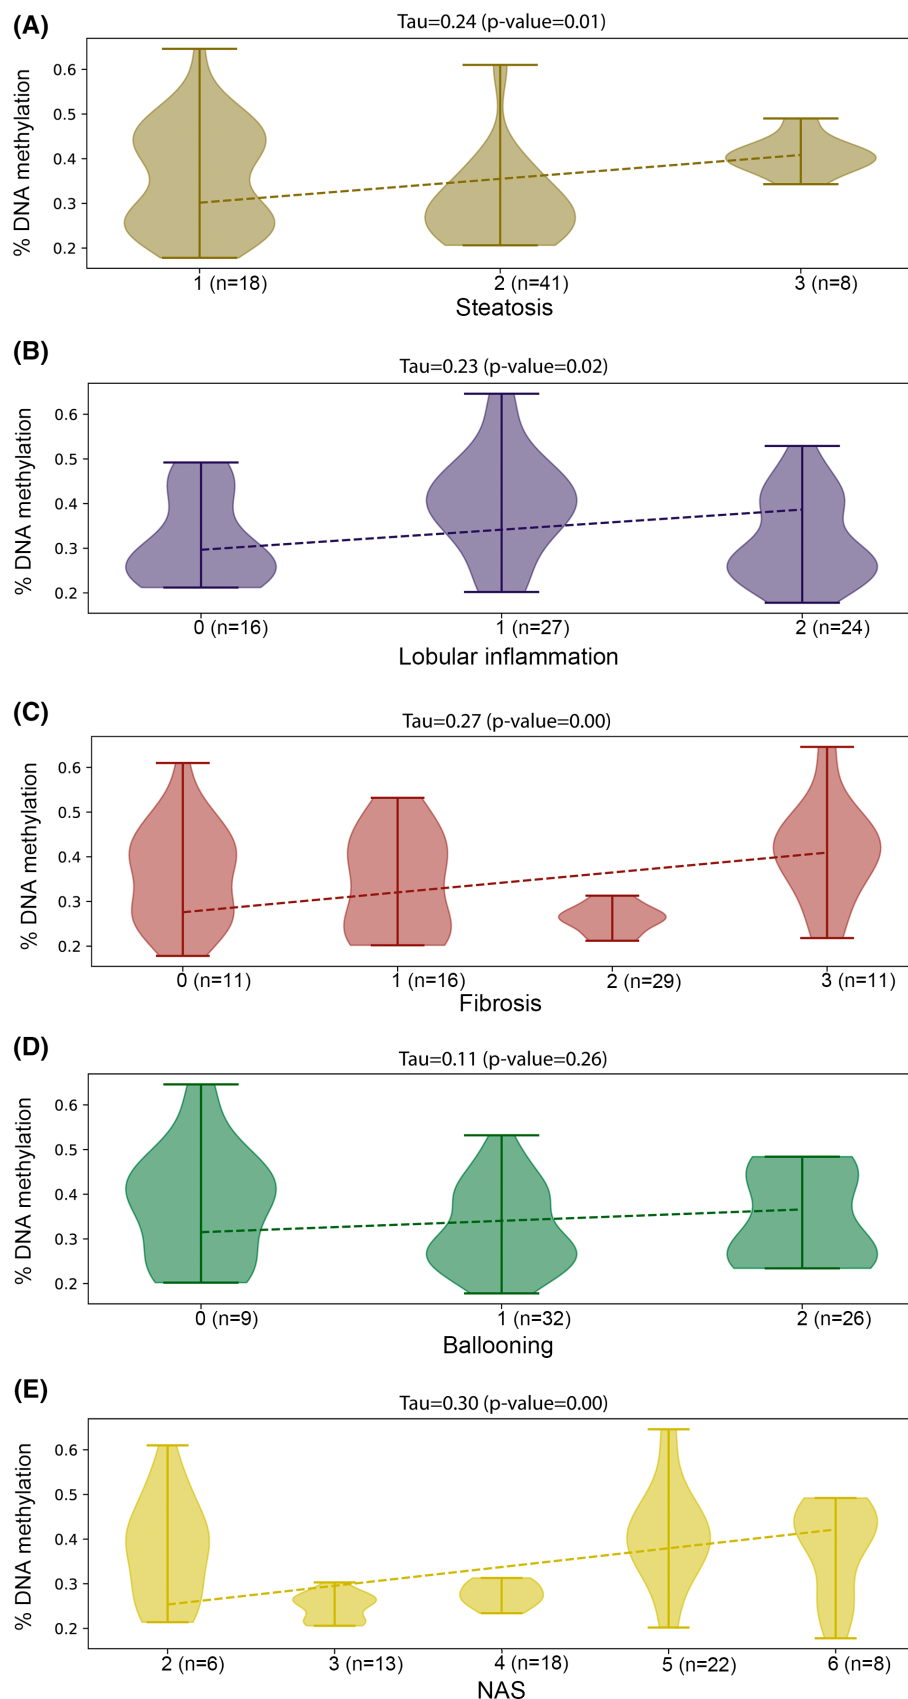 (A)
Tau=0.24 (p-value=0.01)
% DNA methylation
0.6
0.5
0.4
0.3
0.2
1 (n=18) 2 (n=41) 3 (n=8)
Steatosis
(B)
Tau=0.23 (p-value=0.02)
% DNA methylation
0.6
0.5
0.4
0.3
0.2
0 (n=16) 1 (n=27) 2 (n=24)
Lobular inflammation
(C)
Tau=0.27 (p-value=0.00)
% DNA methylation
0.6
0.5
0.4
0.3
0.2
0 (n=11) 1 (n=16) 2 (n=29) 3 (n=11)
Fibrosis
(D)
Tau=0.11 (p-value=0.26)
% DNA methylation
0.6
0.5
0.4
0.3
0.2
0 (n=9) 1 (n=32) 2 (n=26)
Ballooning
(E)
Tau=0.30 (p-value=0.00)
% DNA methylation
0.6
0.5
0.4
0.3
0.2
2 (n=6) 3 (n=13) 4 (n=18) 5 (n=22) 6 (n=8)
NAS